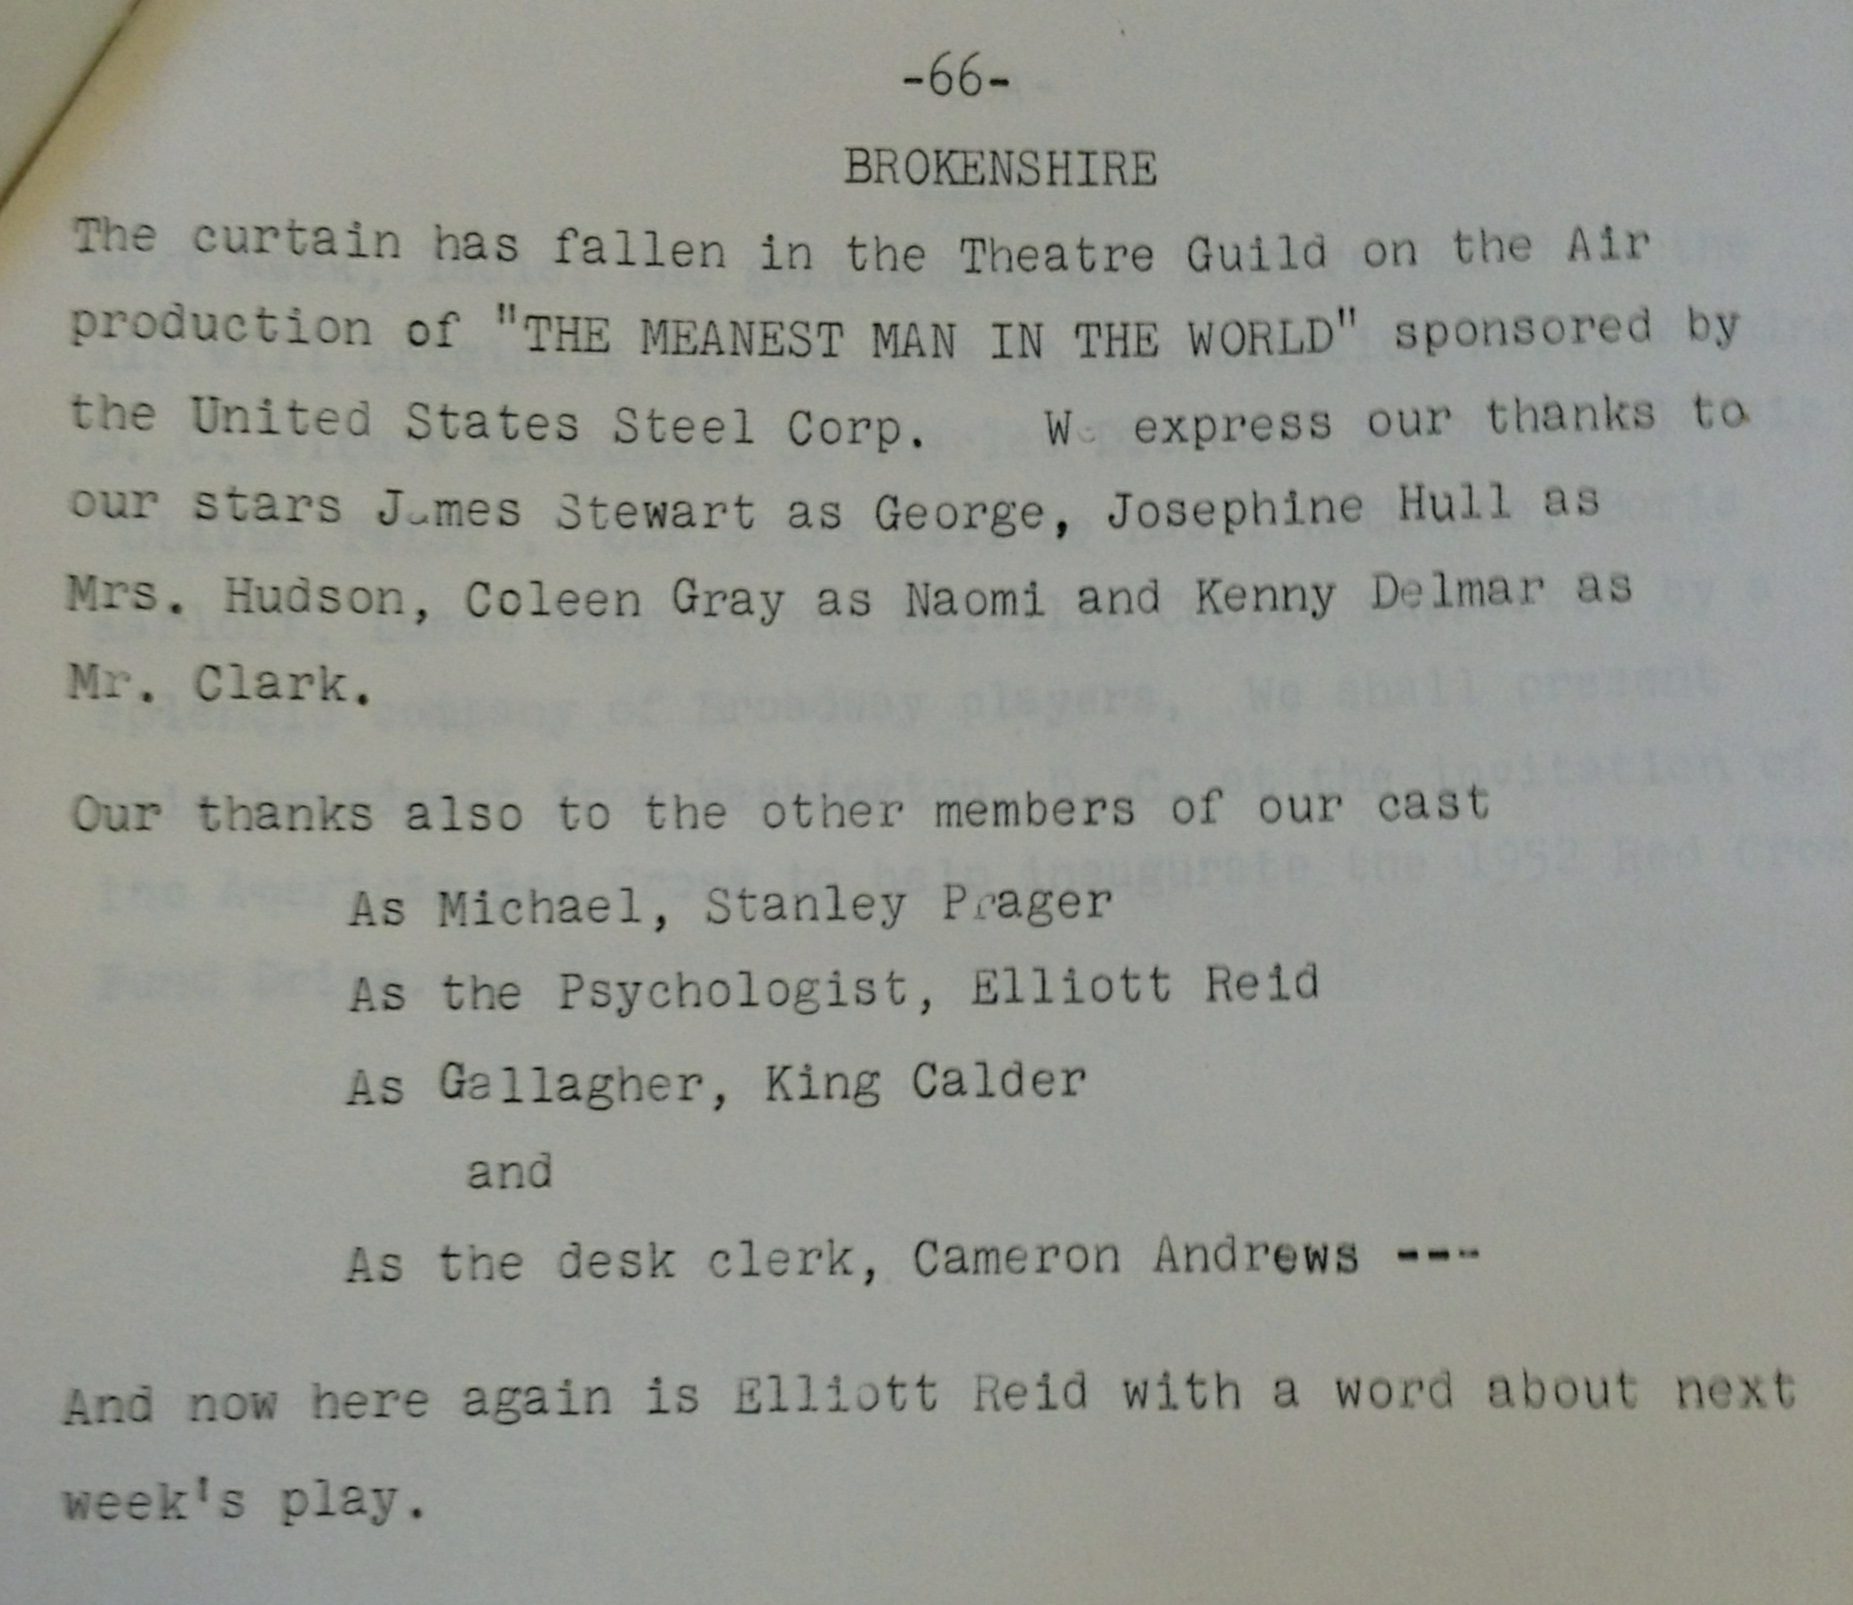 -66-
BROKENSHIRE
The curtain has fallen in the Theatre Guild on the Air
production of "THE MEANEST MAN IN THE WORLD" sponsored by
the United States Steel Corp. We express our thanks to
our stars James Stewart as George, Josephine Hull as
Mrs. Hudson, Coleen Gray as Naomi and Kenny Delmar as
Mr. Clark.
Our thanks also to the other members of our cast
As Michael, Stanley Prager
As the Psychologist, Elliott Reid
As Gallagher, King Calder
and
As the desk clerk, Cameron Andrews ---
And now here again is Elliott Reid with a word about next
week's play.